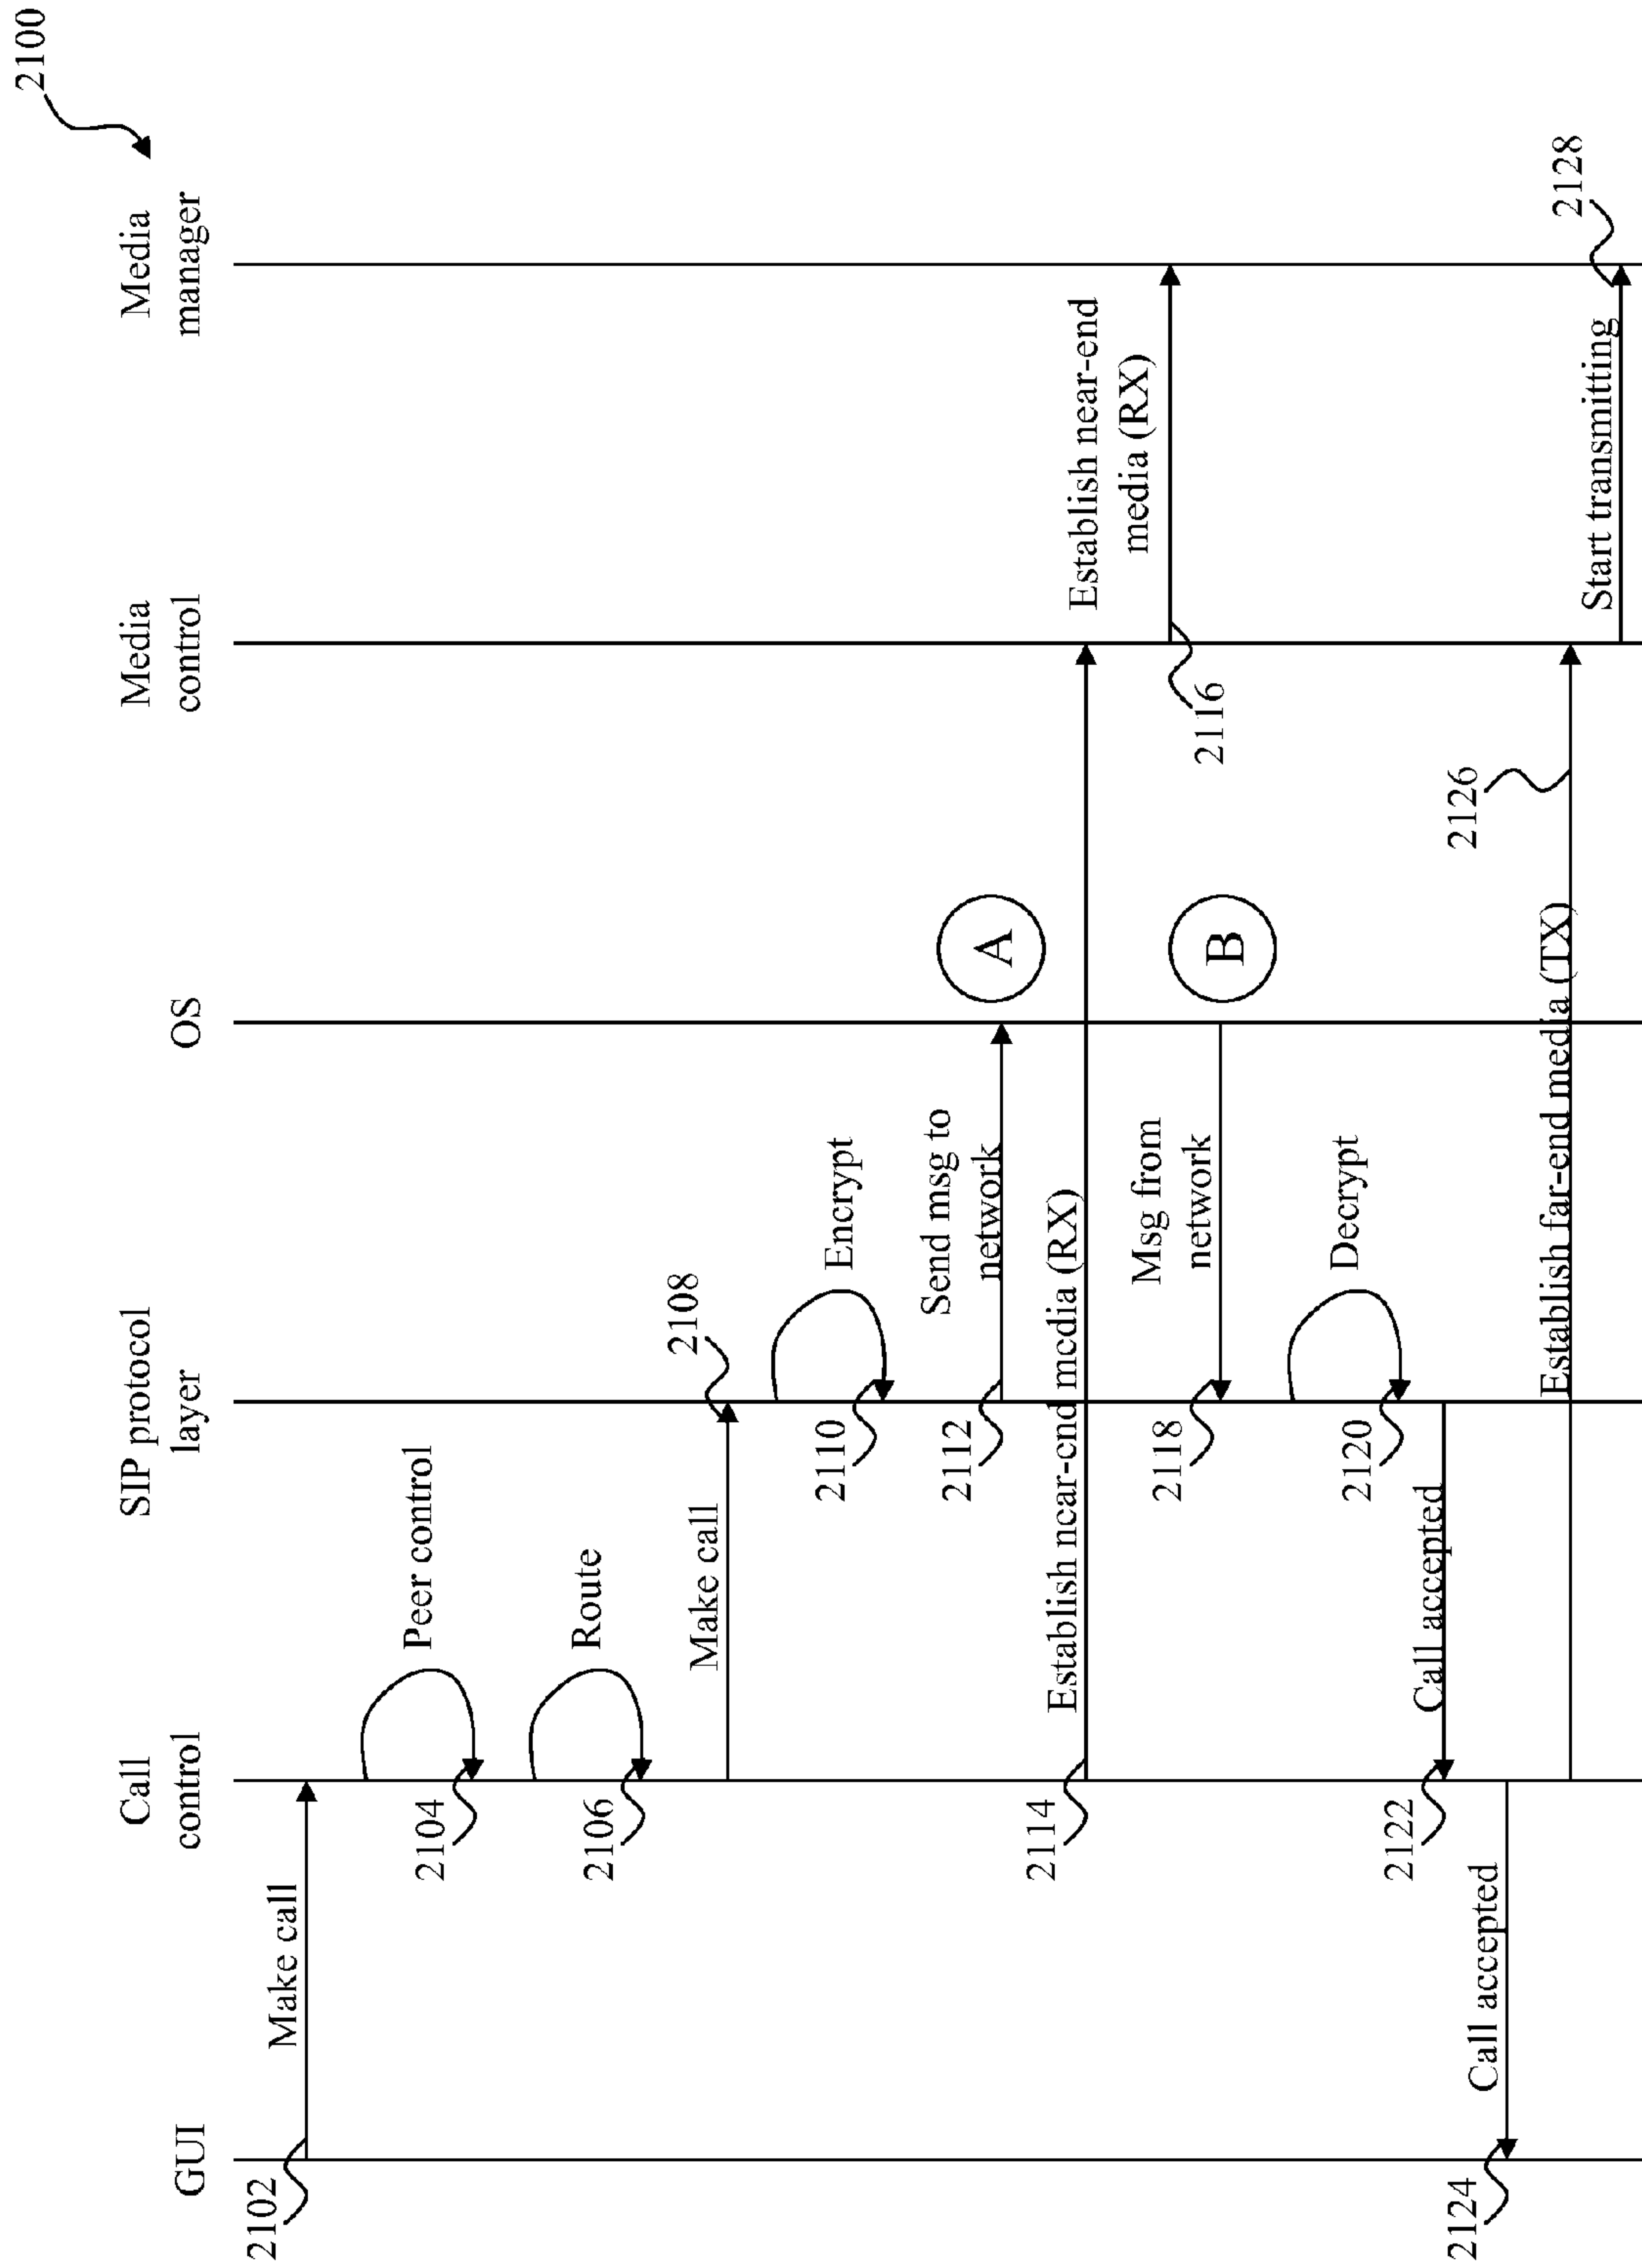 2100
GUI
Call
control
SIP protocol
layer
OS
Media
control
Media
manager
2102
Make call
2104
Peer control
2106
Route
Make call
2108
2110
Encrypt
2112
Send msg to
network
A
2114
Establish near-end media (RX)
Establish near-end
media (RX)
2116
2118
Msg from
network
B
2120
Decrypt
2122
Call accepted
2124
Call accepted
Establish far-end media (TX)
2126
Start transmitting
2128